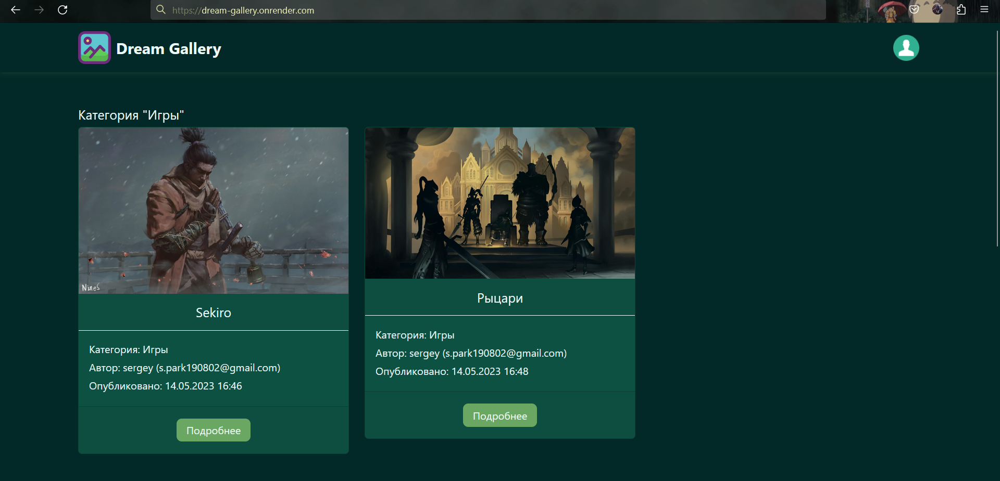 https://dream-gallery.onrender.com
Dream Gallery
Категория "Игры"
NineS
Sekiro
Категория: Игры
Автор: sergey (s.park190802@gmail.com)
Опубликовано: 14.05.2023 16:46
Подробнее
Рыцари
Категория: Игры
Автор: sergey (s.park190802@gmail.com)
Опубликовано: 14.05.2023 16:48
Подробнее